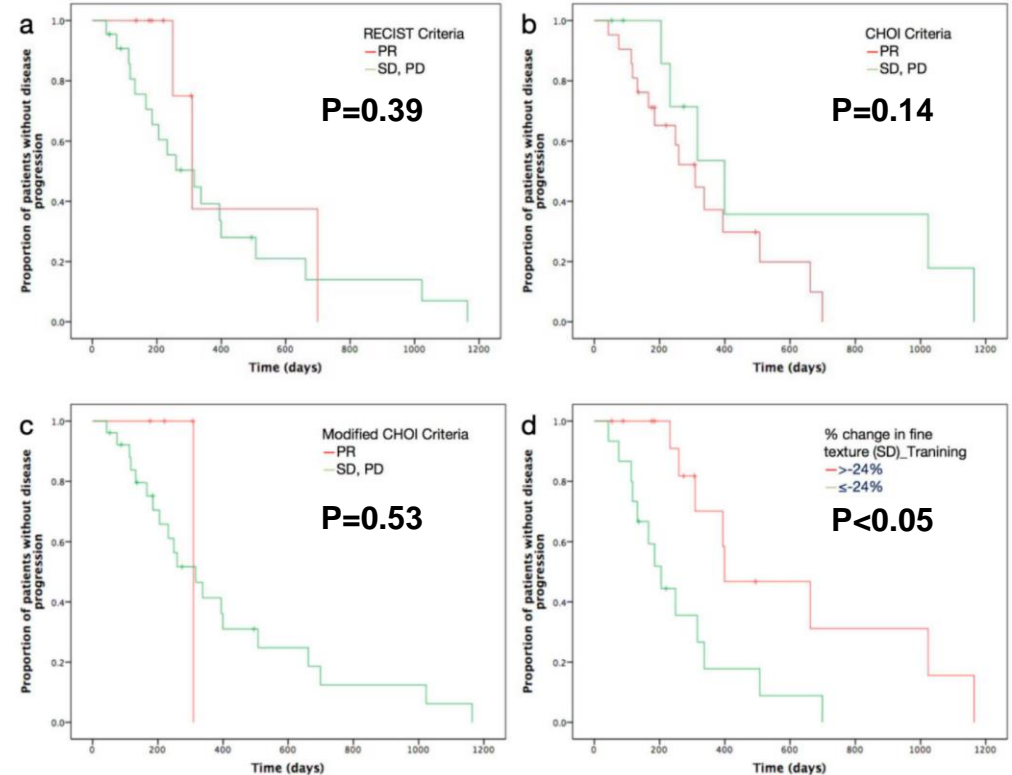 a
RECIST Criteria
PR
SD, PD
P=0.39
Proportion of patients without disease
progression
1.0
0.8
0.6
0.4
0.2
0.0
0 200 400 600 800 1000 1200
Time (days)
b
CHOI Criteria
PR
SD, PD
P=0.14
Proportion of patients without disease
progression
1.0
0.8
0.6
0.4
0.2
0.0
0 200 400 600 800 1000 1200
Time (days)
c
Modified CHOI Criteria
PR
SD, PD
P=0.53
Proportion of patients without disease
progression
1.0
0.8
0.6
0.4
0.2
0.0
0 200 400 600 800 1000 1200
Time (days)
d
% change in fine
texture (SD)_Tranining
>-24%
≤-24%
P<0.05
Proportion of patients without disease
progression
1.0
0.8
0.6
0.4
0.2
0.0
0 200 400 600 800 1000 1200
Time (days)